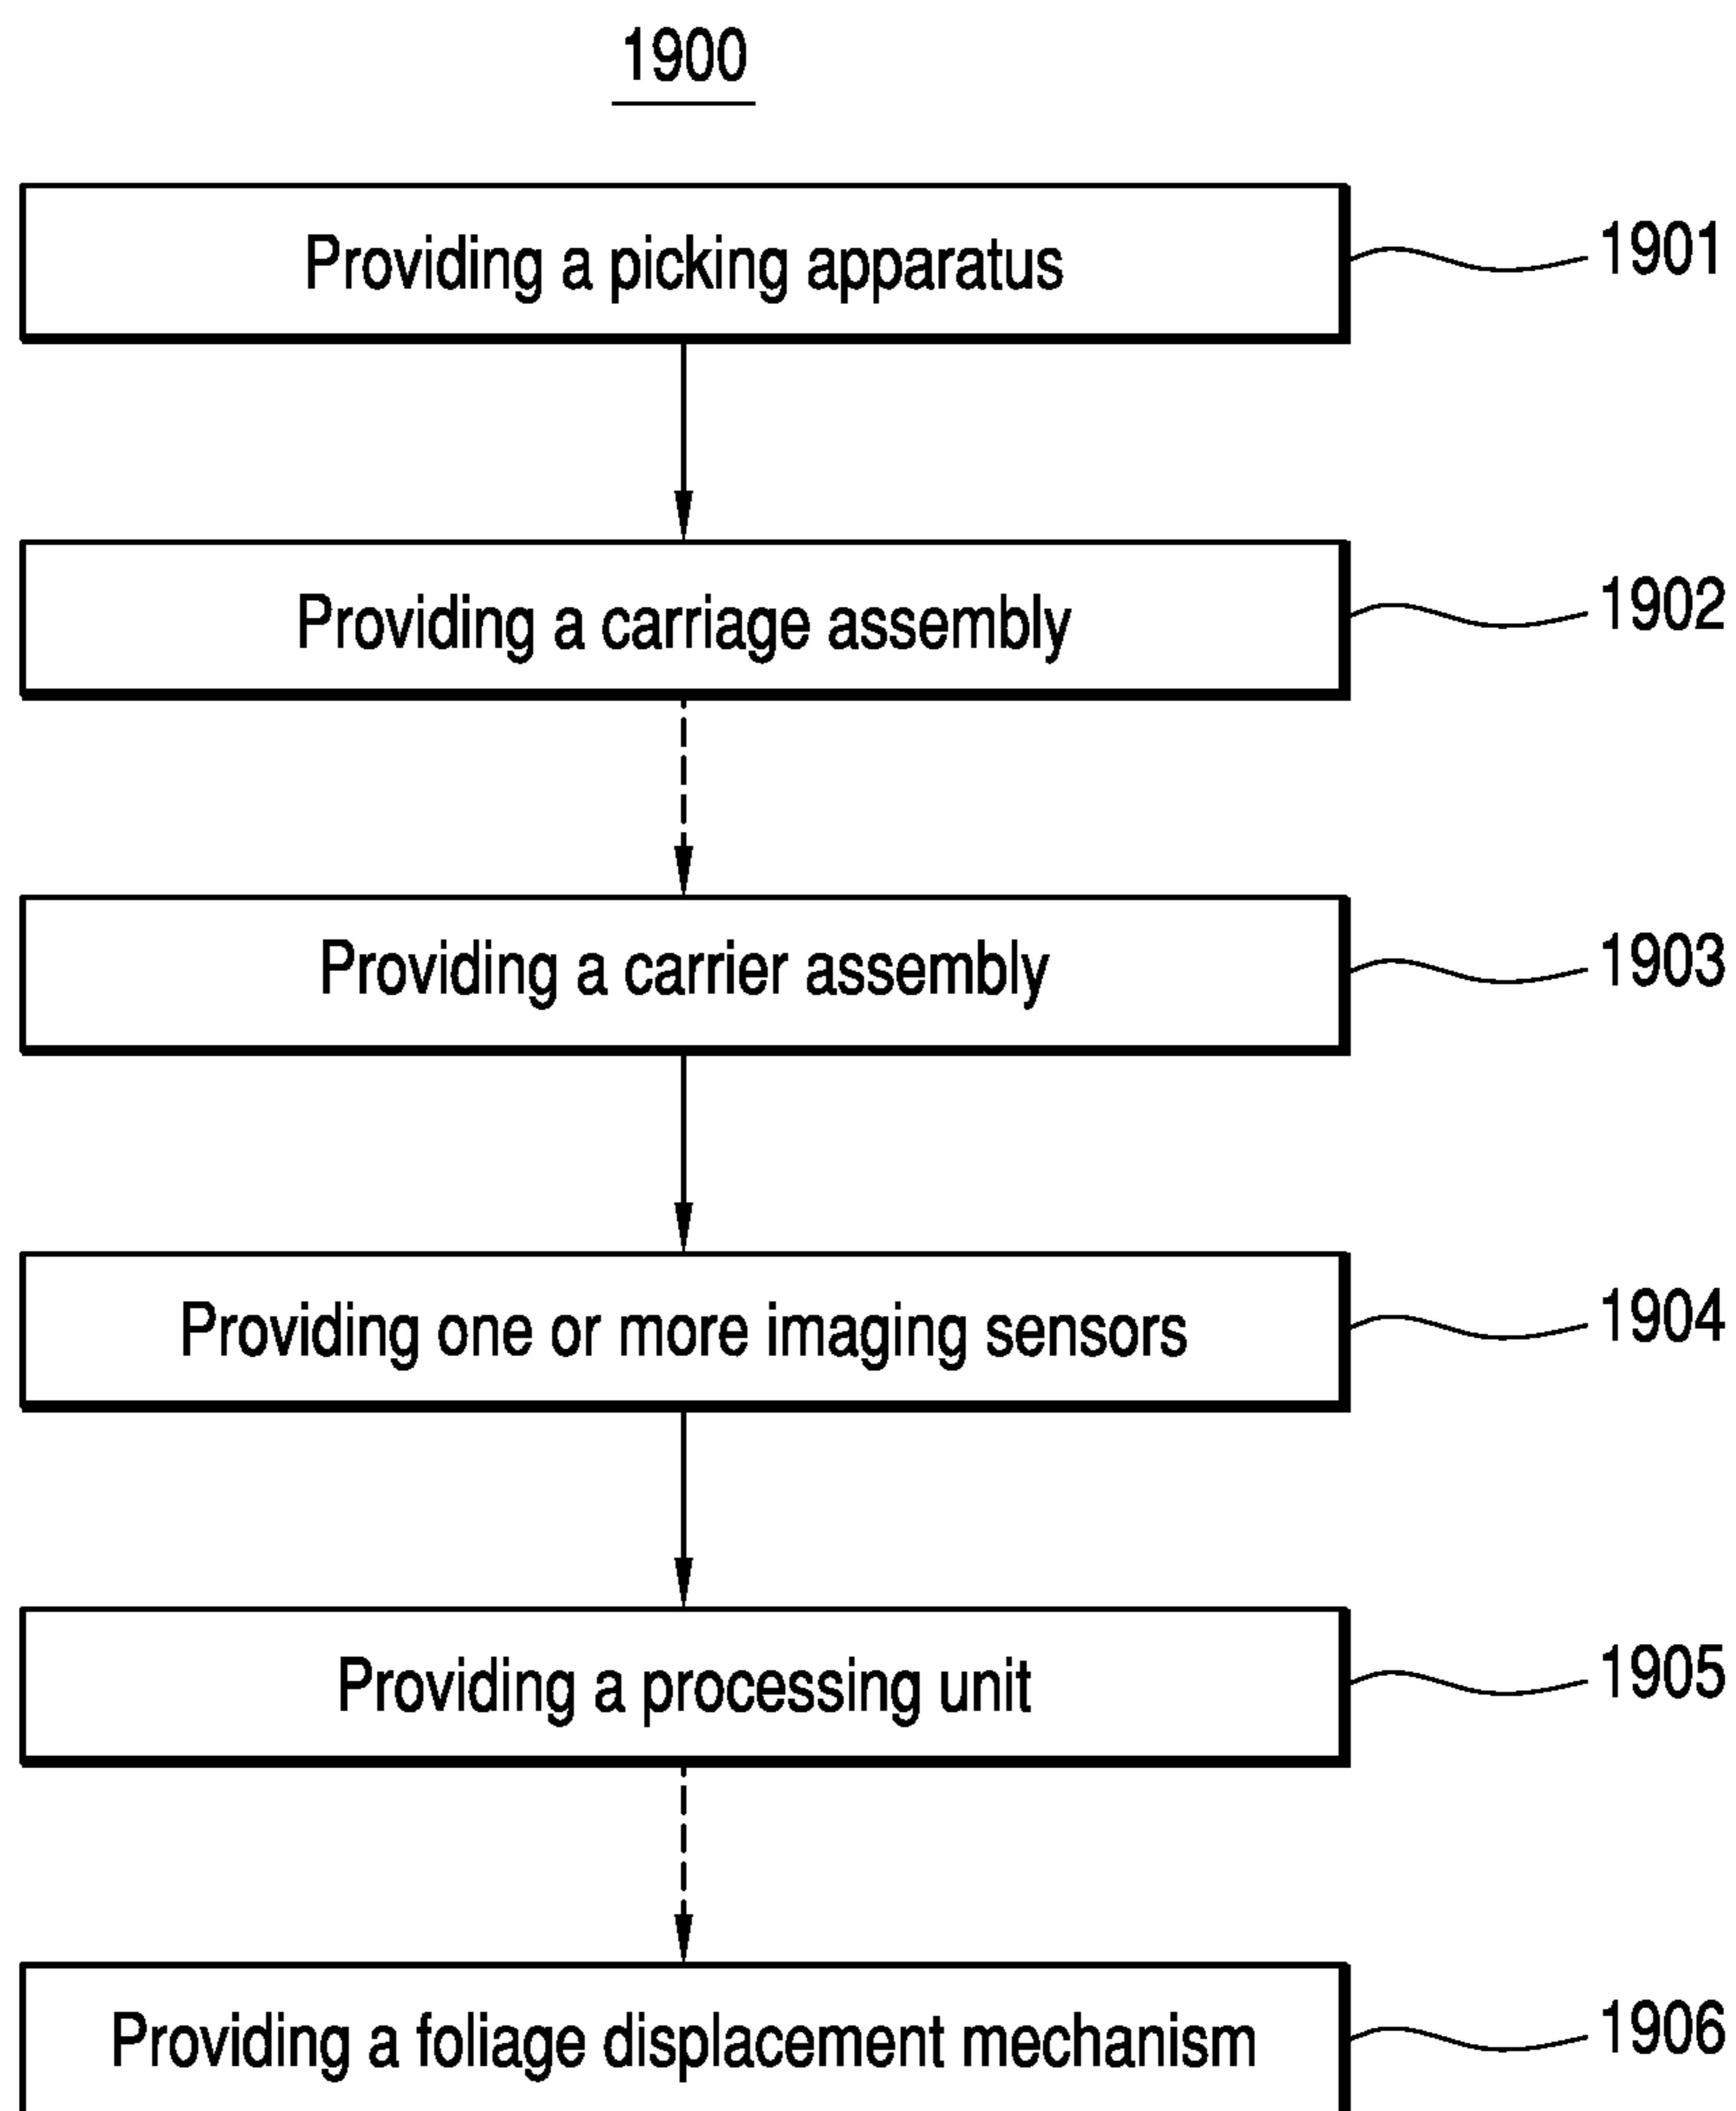 1900
Providing a picking apparatus 1901
Providing a carriage assembly 1902
Providing a carrier assembly 1903
Providing one or more imaging sensors 1904
Providing a processing unit 1905
Providing a foliage displacement mechanism 1906